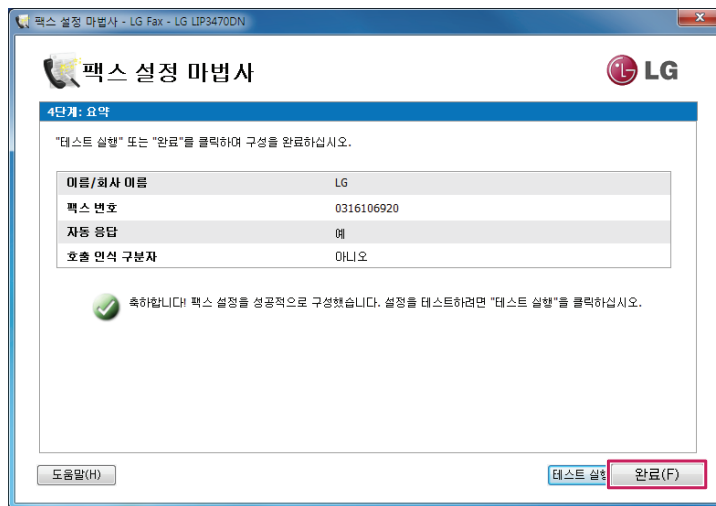 팩스 설정 마법사 - LG Fax - LG LIP3470DN
팩스 설정 마법사
LG
4단계: 요약
"테스트 실행" 또는 "완료"를 클릭하여 구성을 완료하십시오.
이름/회사 이름 LG
팩스 번호 0316106920
자동 응답 예
호출 인식 구분자 아니오
축하합니다! 팩스 설정을 성공적으로 구성했습니다. 설정을 테스트하려면 "테스트 실행"을 클릭하십시오.
도움말(H) 테스트 실행 완료(F)